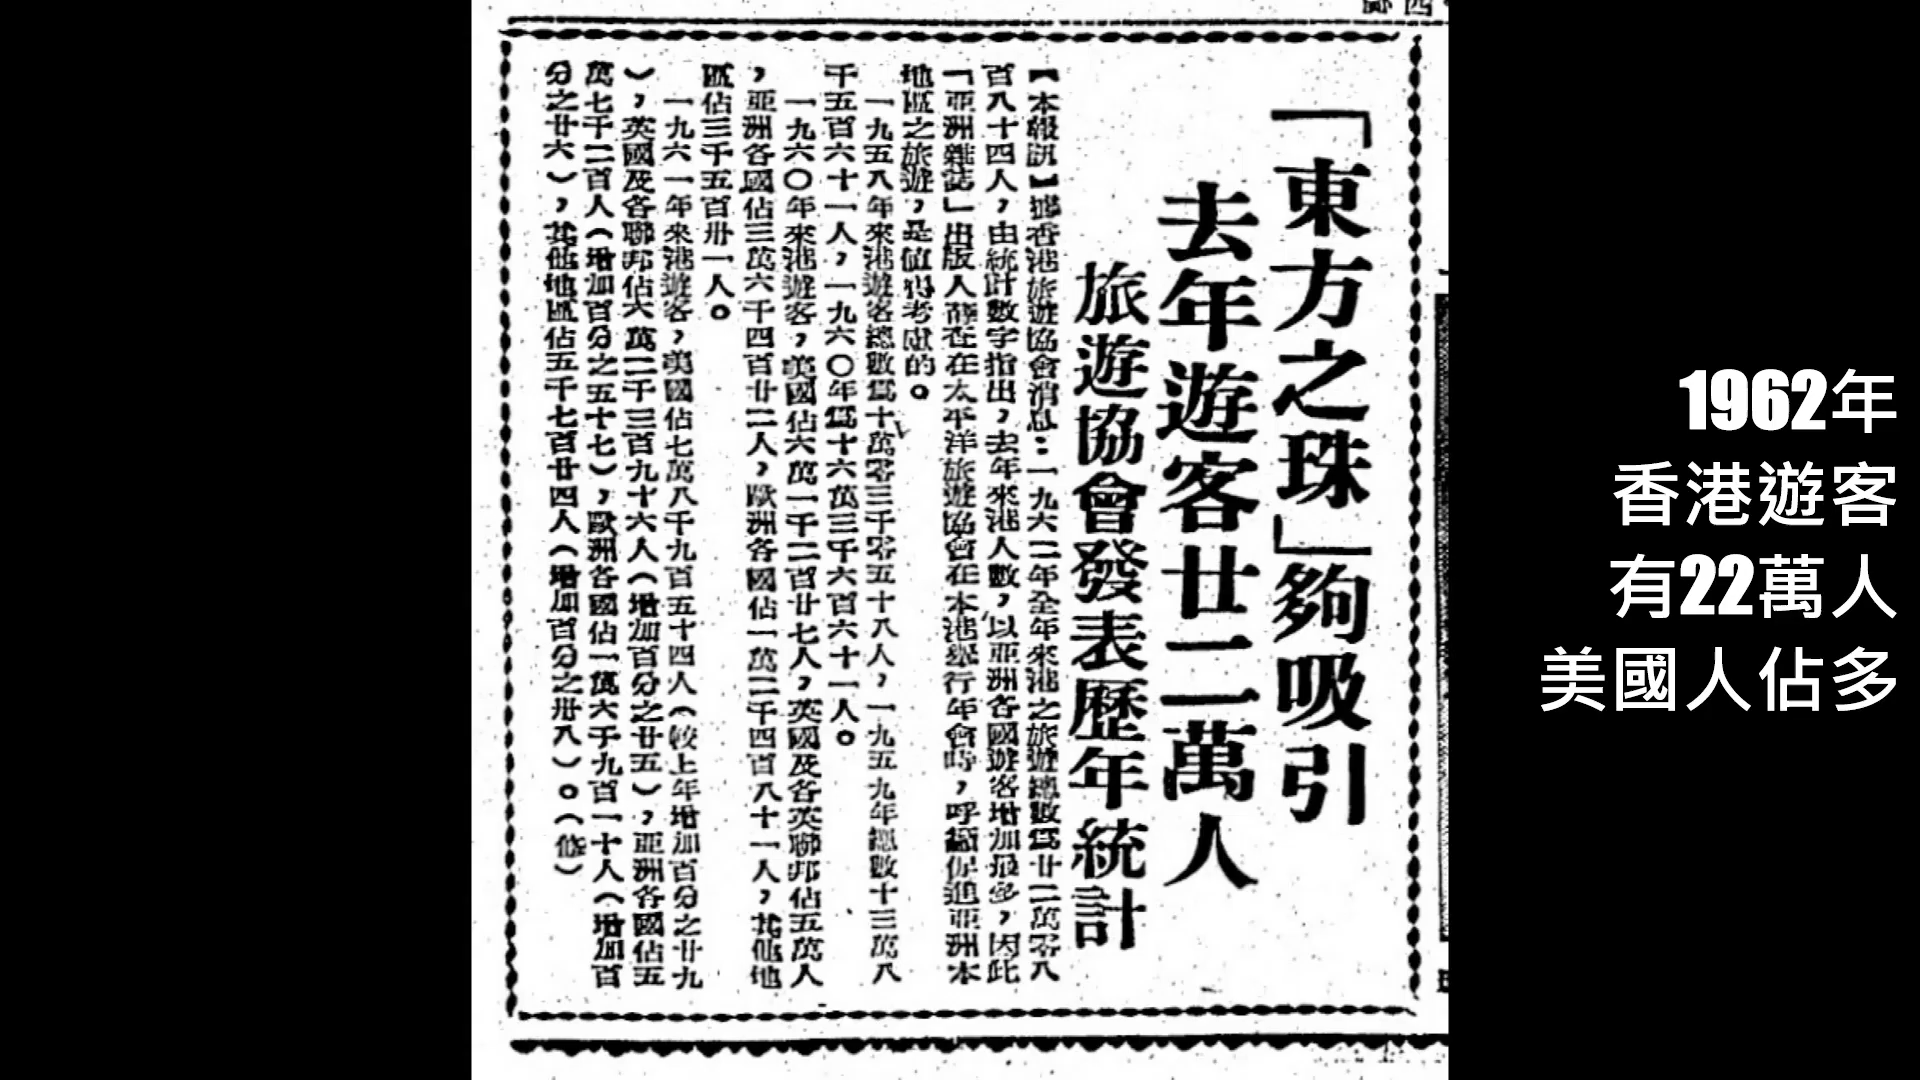 「東方之珠」夠吸引
去年遊客廿二萬人
旅遊協會發表歷年統計
【本報訊】據香港旅遊協會消息：一九六二年全年來港之旅遊總數爲廿二萬零八
百八十四人，由統計數字指出，去年來港人數，以亞洲各國遊客增加最多，因此
「亞洲雜誌」出版人薛在在太平洋旅遊協會在本港舉行年會時，呼籲促進亞洲本
地區之旅遊，是值得考慮的。
一九五八年來港遊客總數爲十萬零三千零五十八人，一九五九年總數十三萬八
千五百六十一人，一九六〇年爲十六萬三千六百六十一人。
一九六〇年來港遊客，美國佔六萬一千二百廿七人，英國及各英聯邦佔五萬人
，亞洲各國佔三萬六千四百廿二人，歐洲各國佔一萬二千四百八十一人，其他地
區佔三千五百卅一人。
一九六一年來港遊客，美國佔七萬八千九百五十四人（較上年增加百分之廿九
），英國及各聯邦佔六萬二千三百九十六人（增加百分之廿五），亞洲各國佔五
萬七千二百人（增加百分之五十七），歐洲各國佔一萬六千九百一十人（增加百
分之廿六），其他地區佔五千七百廿四人（增加百分之卅八）。（修）
1962年
香港遊客
有22萬人
美國人佔多